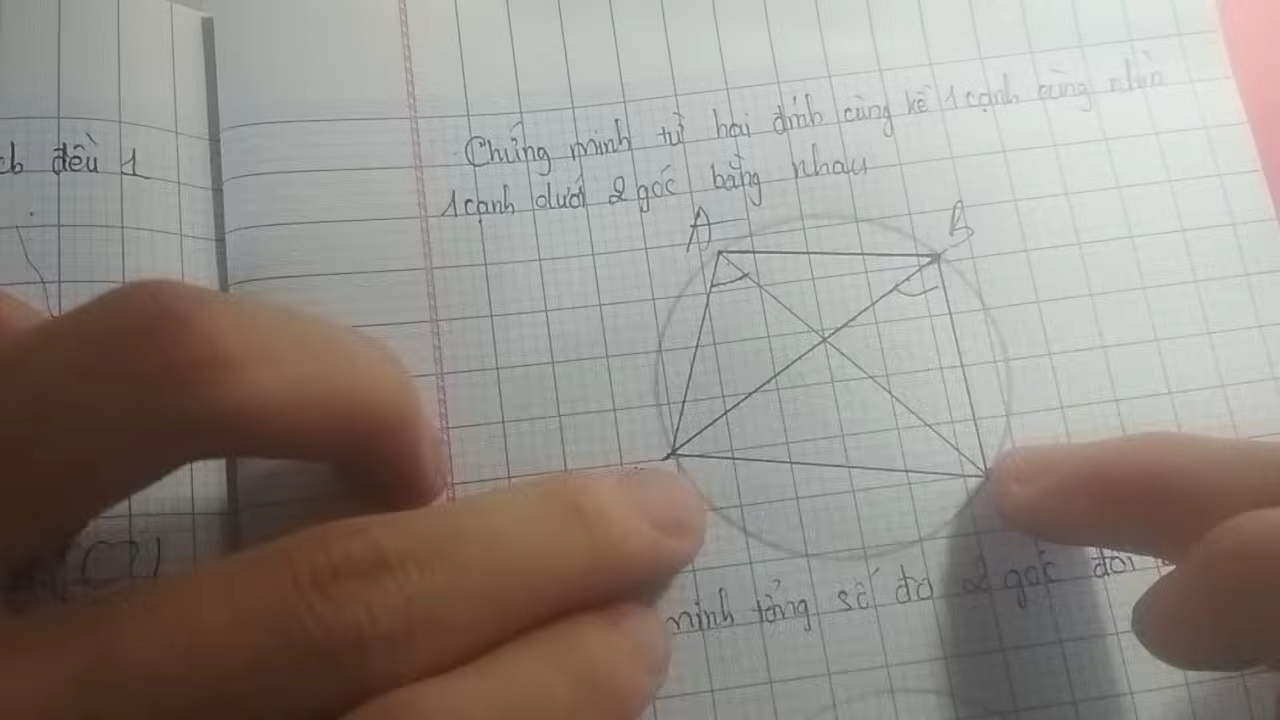 đều 1
Chứng minh từ hai đỉnh cùng kề 1 cạnh cùng nhìn
1 cạnh dưới 2 góc bằng nhau
A
B
minh tổng số đo 2 góc đối